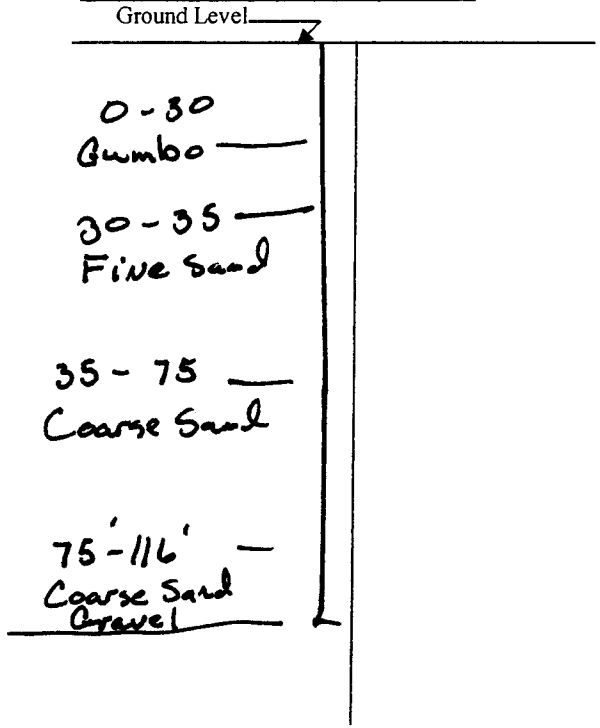 Ground Level
0-30
Gumbo
30-35
Fine Sand
35-75
Coarse Sand
75'-116'
Coarse Sand
Gravel